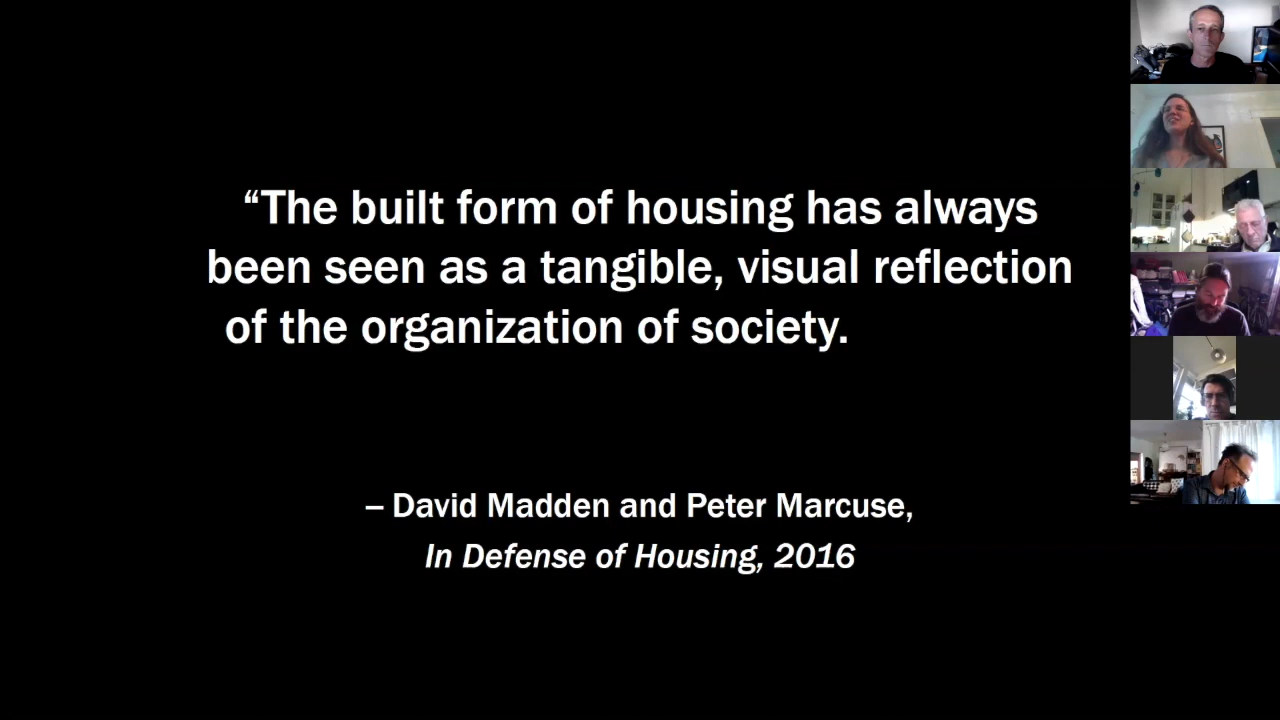 “The built form of housing has always
been seen as a tangible, visual reflection
of the organization of society.
– David Madden and Peter Marcuse,
In Defense of Housing, 2016